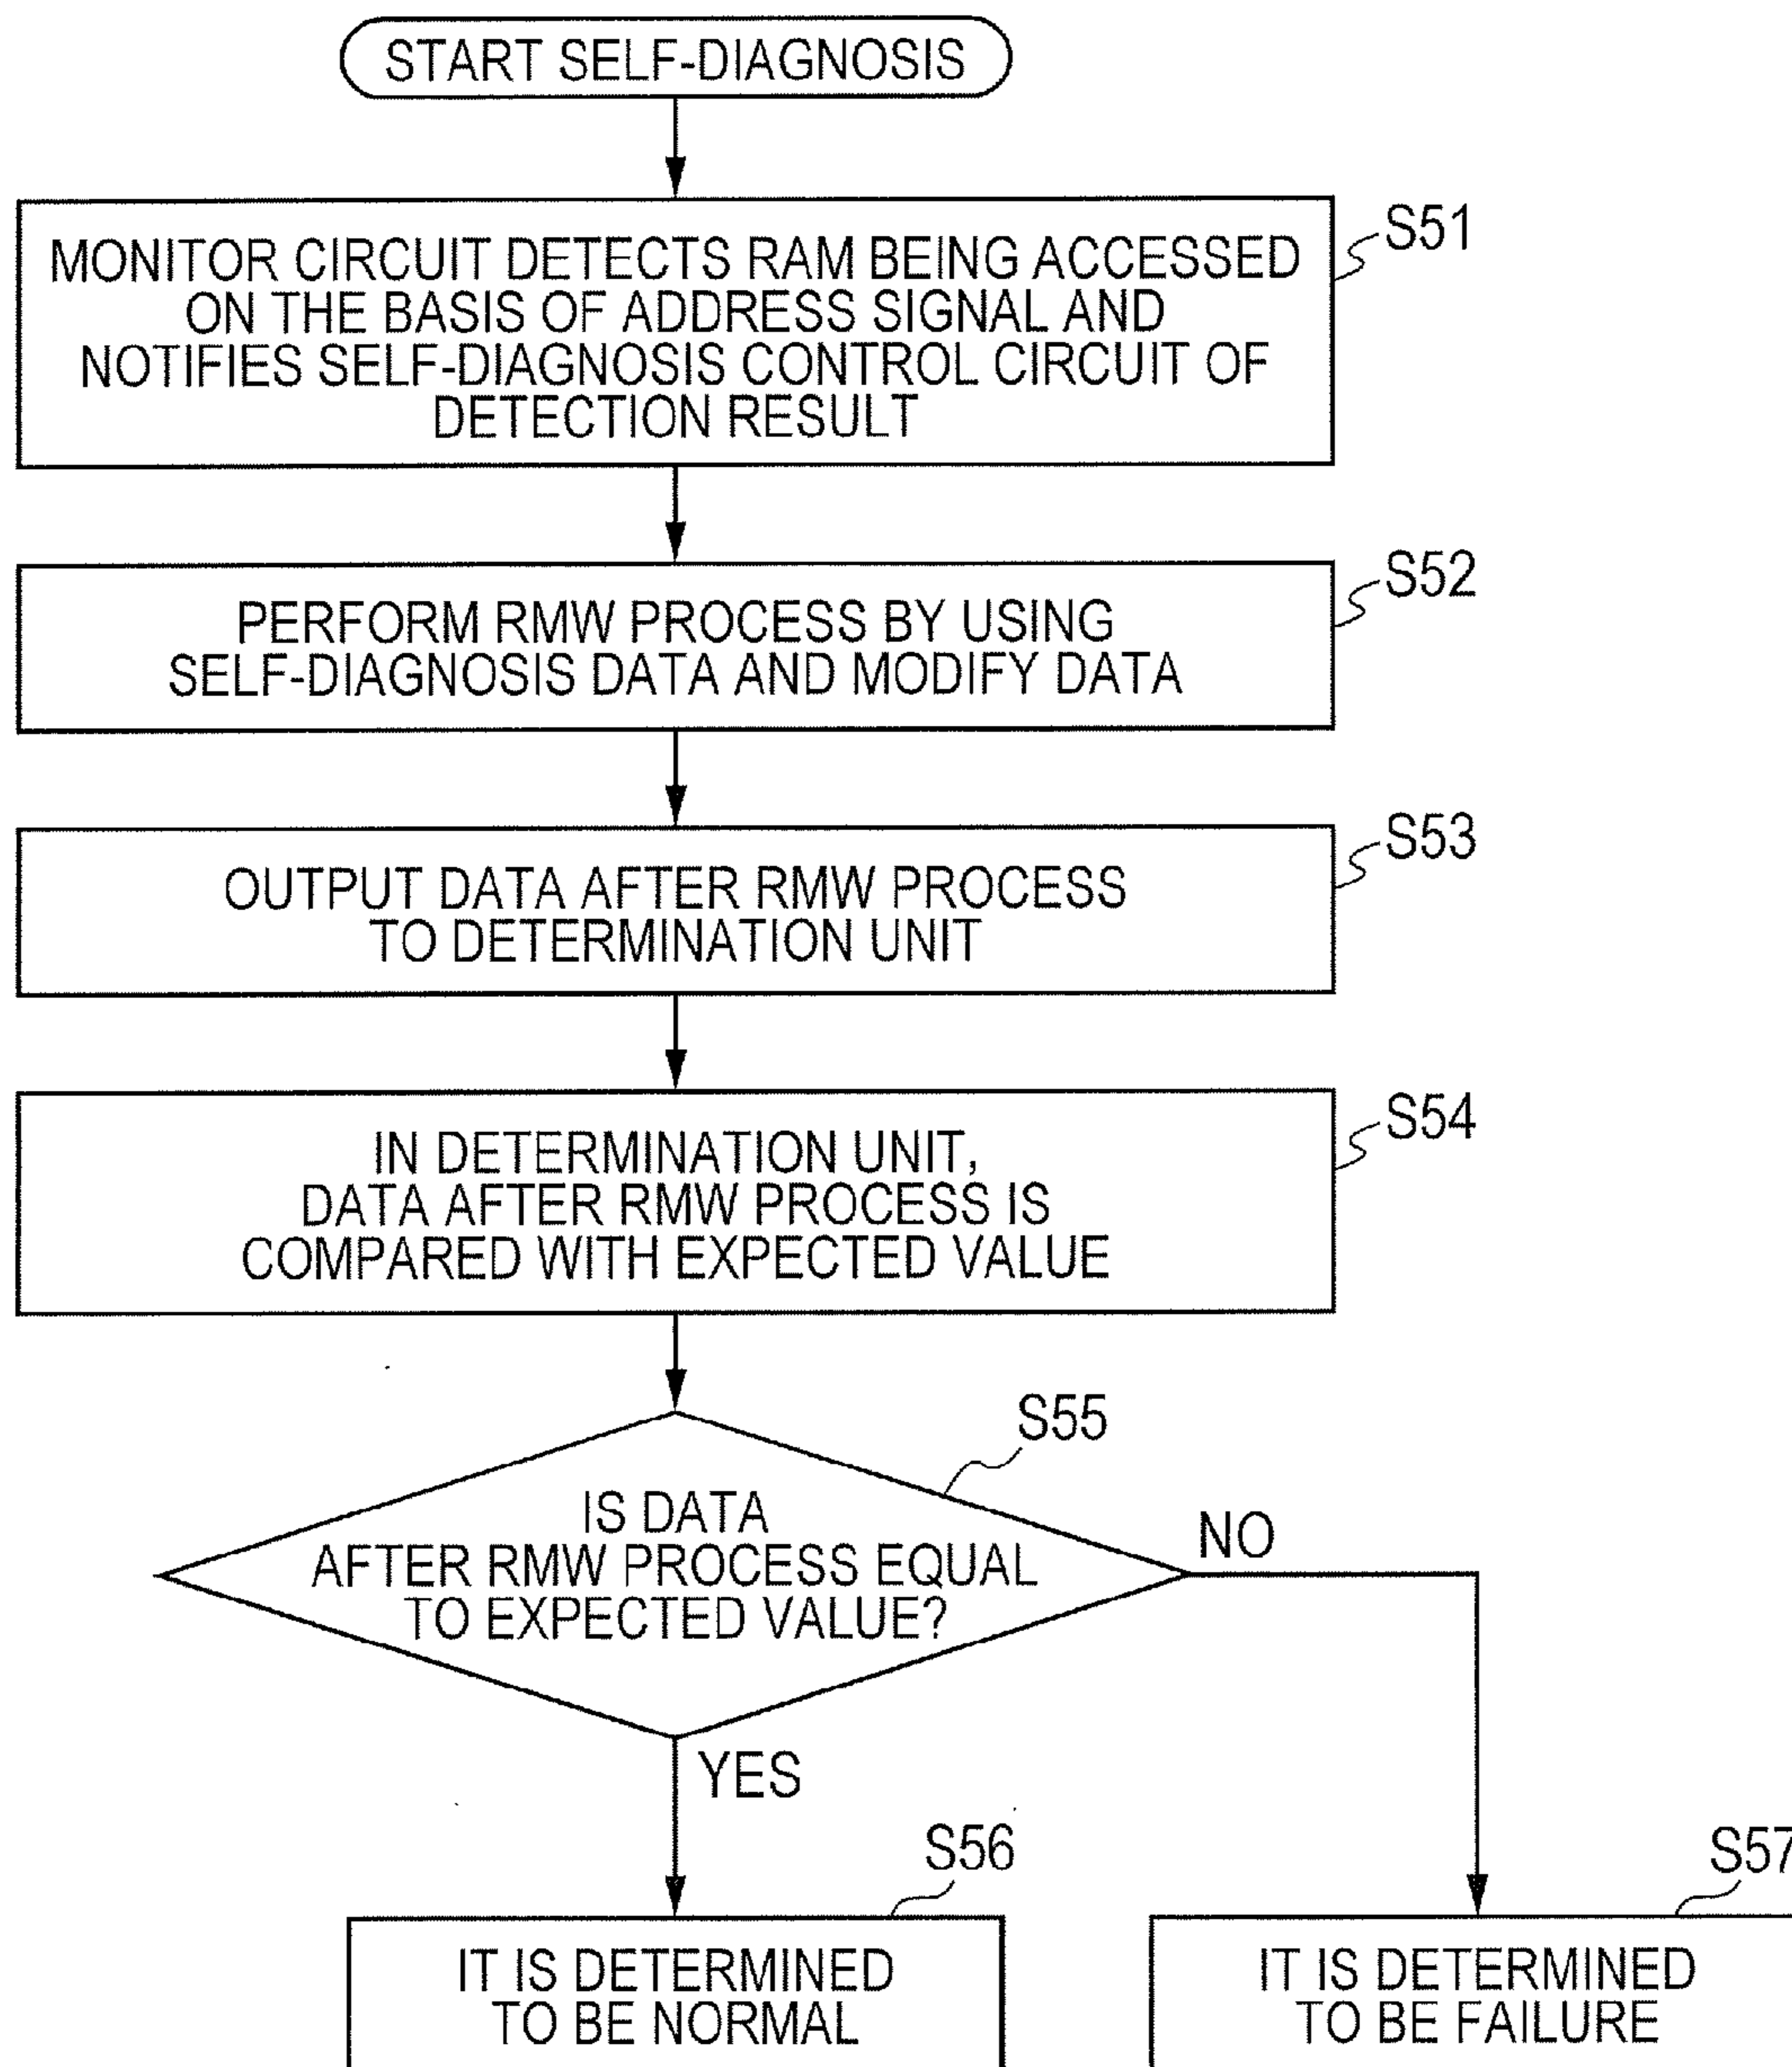 START SELF-DIAGNOSIS
S51
MONITOR CIRCUIT DETECTS RAM BEING ACCESSED
ON THE BASIS OF ADDRESS SIGNAL AND
NOTIFIES SELF-DIAGNOSIS CONTROL CIRCUIT OF
DETECTION RESULT
S52
PERFORM RMW PROCESS BY USING
SELF-DIAGNOSIS DATA AND MODIFY DATA
S53
OUTPUT DATA AFTER RMW PROCESS
TO DETERMINATION UNIT
S54
IN DETERMINATION UNIT,
DATA AFTER RMW PROCESS IS
COMPARED WITH EXPECTED VALUE
S55
IS DATA
AFTER RMW PROCESS EQUAL
TO EXPECTED VALUE?
NO
YES
S56
IT IS DETERMINED
TO BE NORMAL
S57
IT IS DETERMINED
TO BE FAILURE